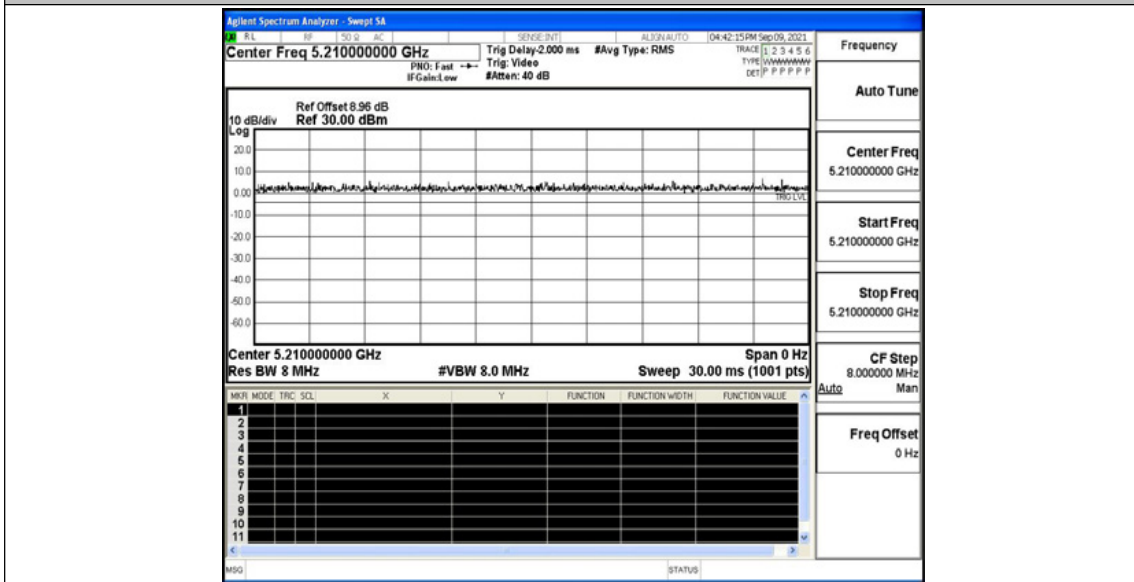 Agilent Spectrum Analyzer - Swept SA
RL RF 50 Ω AC SENSE:INT ALIGN AUTO 04:42:15 PM Sep 09, 2021
Center Freq 5.210000000 GHz
PNO: Fast
IFGain:Low
Trig Delay-2.000 ms
Trig: Video
#Atten: 40 dB
#Avg Type: RMS
TRACE 1 2 3 4 5 6
TYPE WWWWWW
DET P P P P P P
Ref Offset 8.96 dB
10 dB/div Ref 30.00 dBm
Log
20.0
10.0
0.00
TRIG LVL
-10.0
-20.0
-30.0
-40.0
-50.0
-60.0
Center 5.210000000 GHz Span 0 Hz
Res BW 8 MHz #VBW 8.0 MHz Sweep 30.00 ms (1001 pts)
MKR MODE TRC SCL X Y FUNCTION FUNCTION WIDTH FUNCTION VALUE
1
2
3
4
5
6
7
8
9
10
11
MSG STATUS
Frequency
Auto Tune
Center Freq
5.210000000 GHz
Start Freq
5.210000000 GHz
Stop Freq
5.210000000 GHz
CF Step
8.000000 MHz
Auto Man
Freq Offset
0 Hz